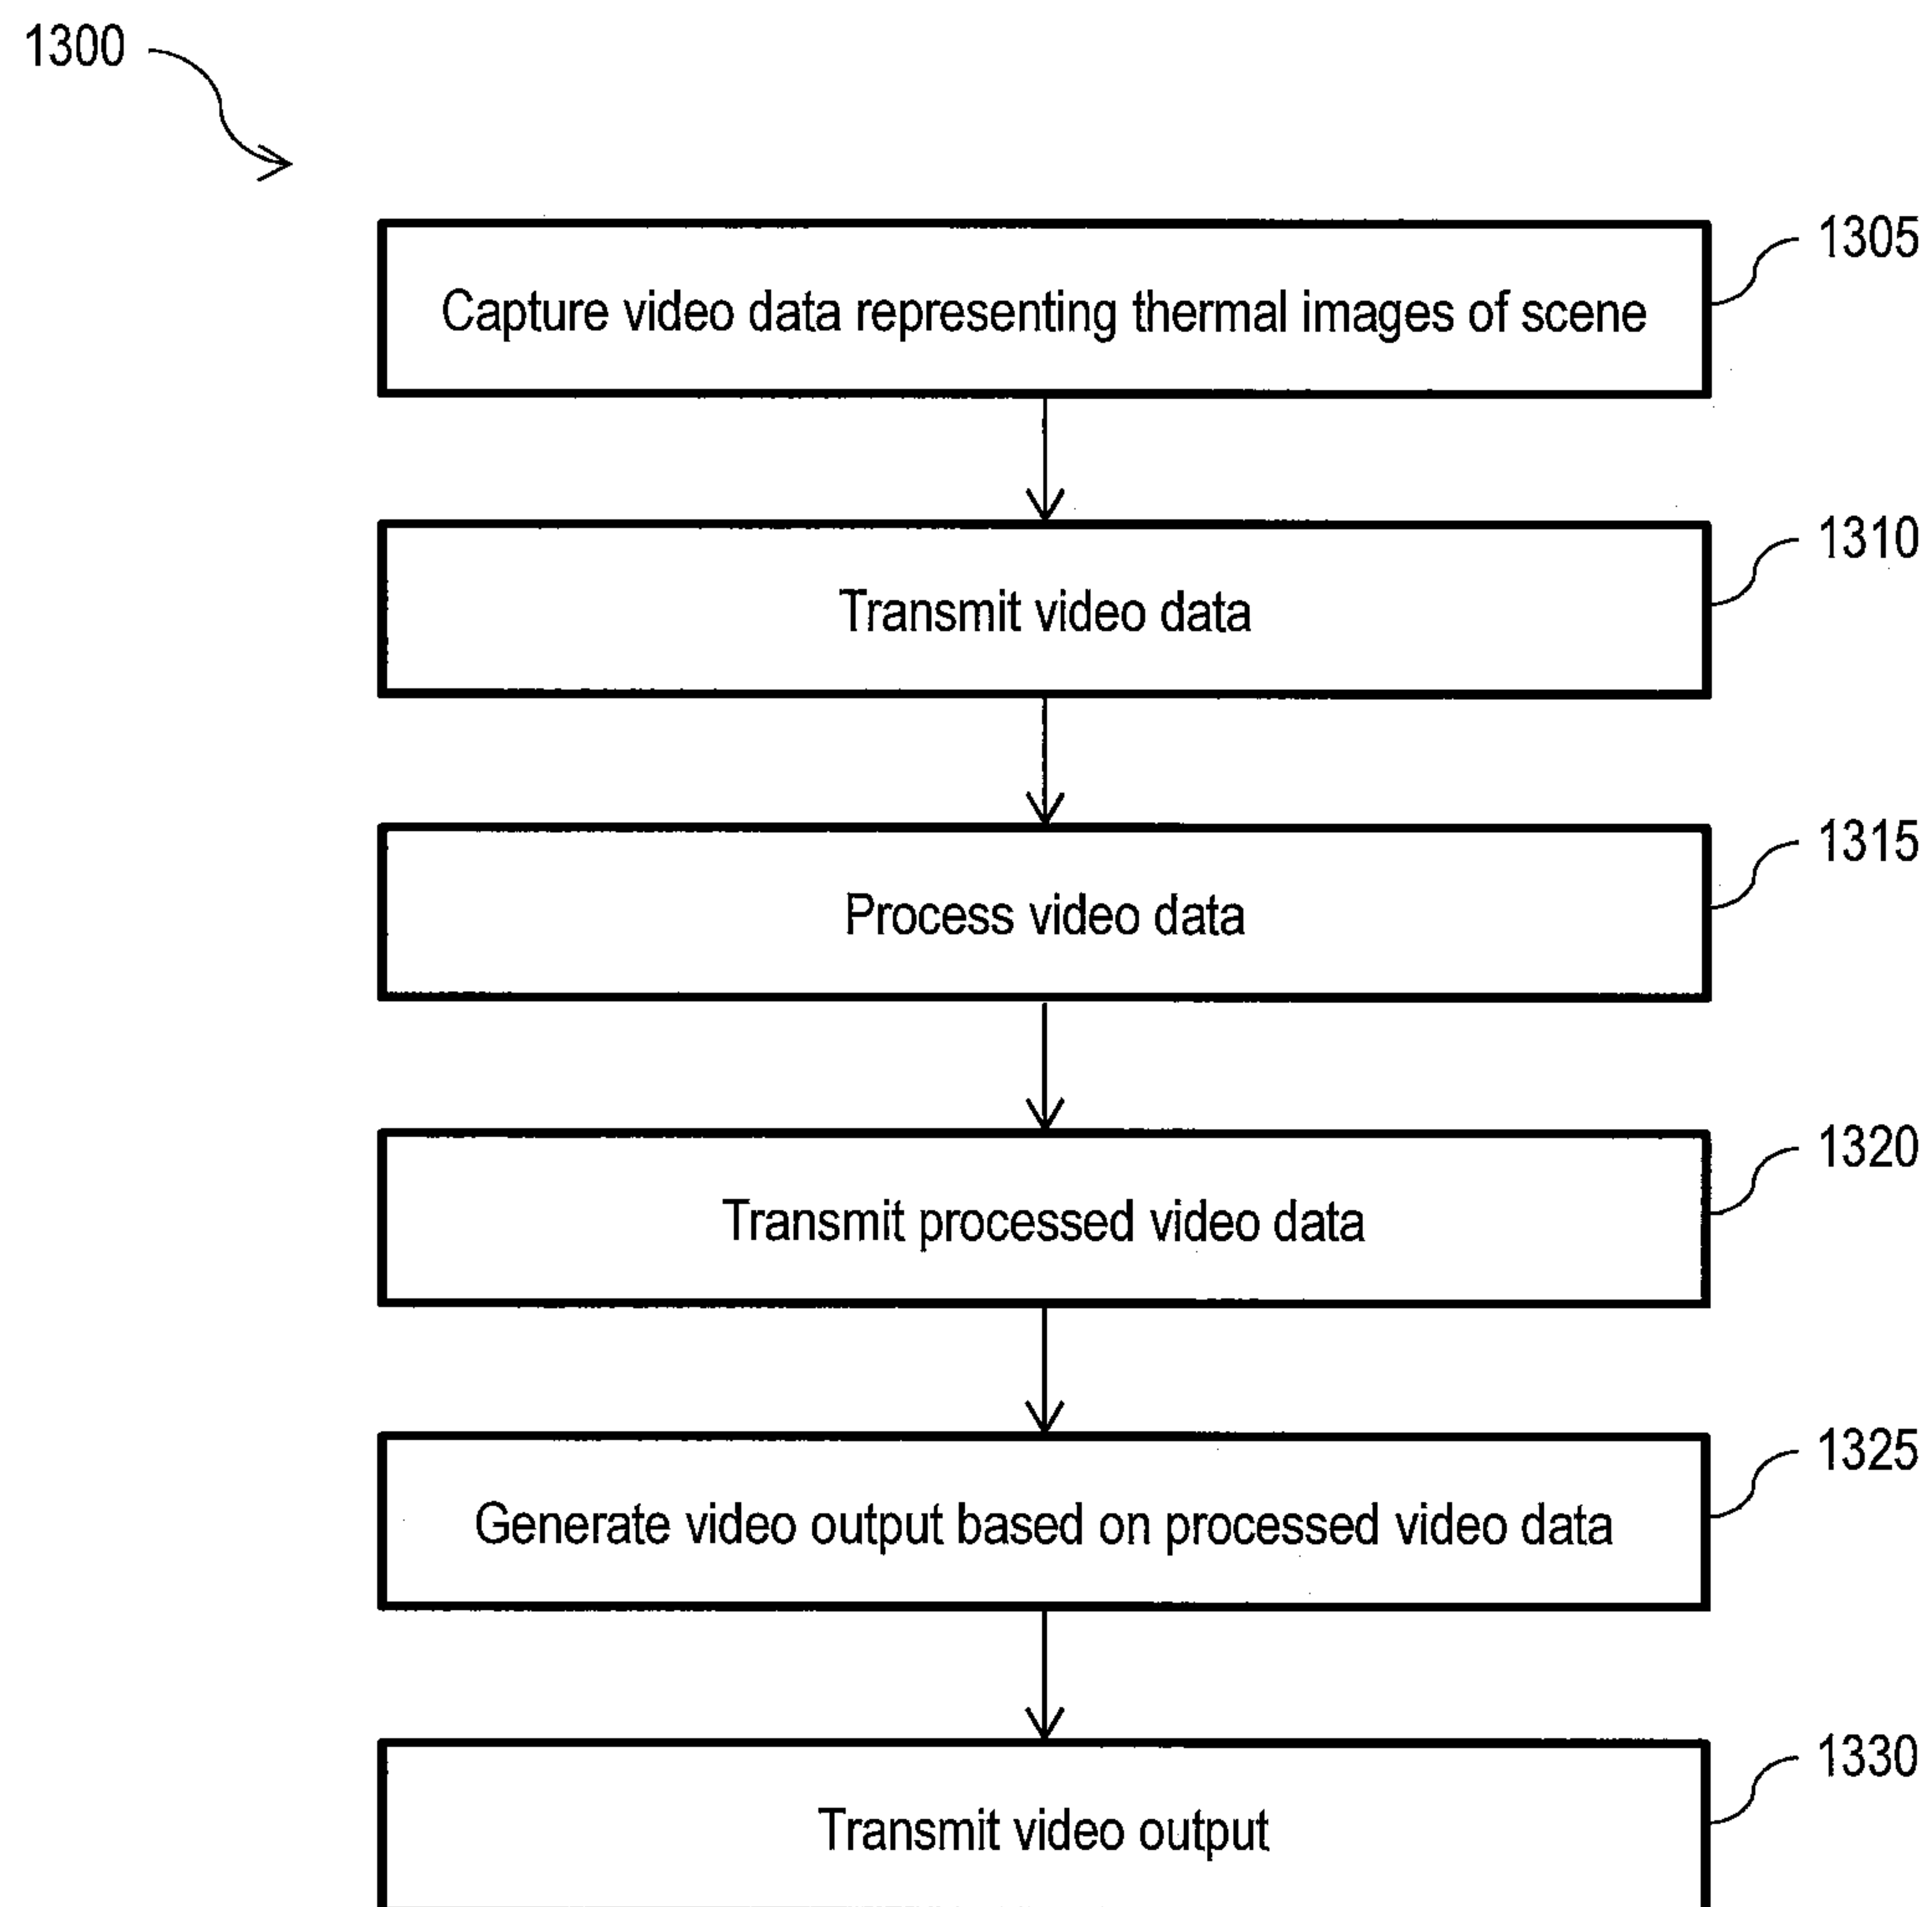 1300
1305
Capture video data representing thermal images of scene
1310
Transmit video data
1315
Process video data
1320
Transmit processed video data
1325
Generate video output based on processed video data
1330
Transmit video output